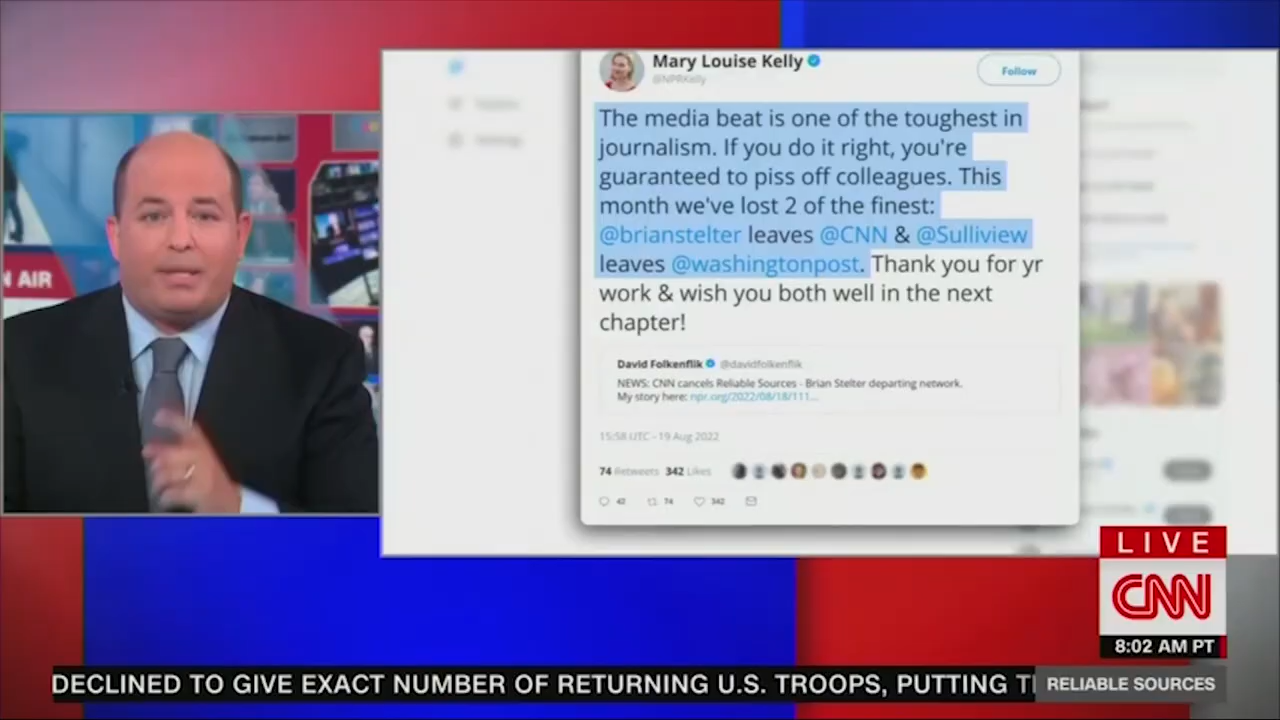 Mary Louise Kelly
@NPRKelly
Follow
The media beat is one of the toughest in
journalism. If you do it right, you're
guaranteed to piss off colleagues. This
month we've lost 2 of the finest:
@brianstelter leaves @CNN & @Sulliview
leaves @washingtonpost. Thank you for yr
work & wish you both well in the next
chapter!
David Folkenflik @davidfolkenflik
NEWS: CNN cancels Reliable Sources - Brian Stelter departing network.
My story here: npr.org/2022/08/18/111...
15:58 UTC - 19 Aug 2022
74 Retweets 342 Likes
42 74 342
N AIR
LIVE
CNN
8:02 AM PT
DECLINED TO GIVE EXACT NUMBER OF RETURNING U.S. TROOPS, PUTTING
RELIABLE SOURCES